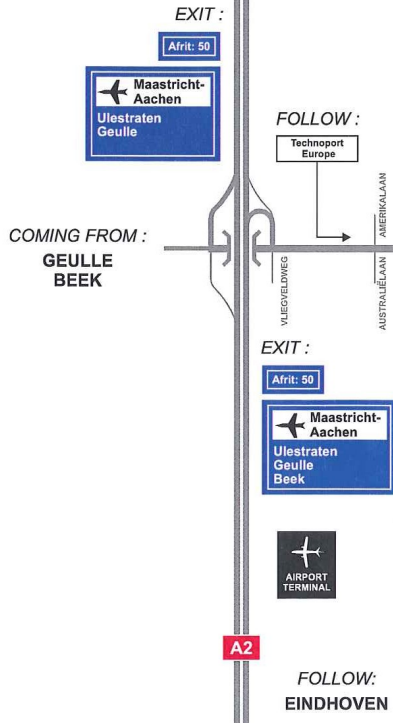 EXIT :
Afrit: 50
Maastricht-
Aachen
Ulestraten
Geulle
FOLLOW :
Technoport
Europe
COMING FROM :
GEULLE
BEEK
AMERIKALAAN
VLIEGVELDWEG
AUSTRALIËLAAN
EXIT :
Afrit: 50
Maastricht-
Aachen
Ulestraten
Geulle
Beek
AIRPORT
TERMINAL
A2
FOLLOW:
EINDHOVEN